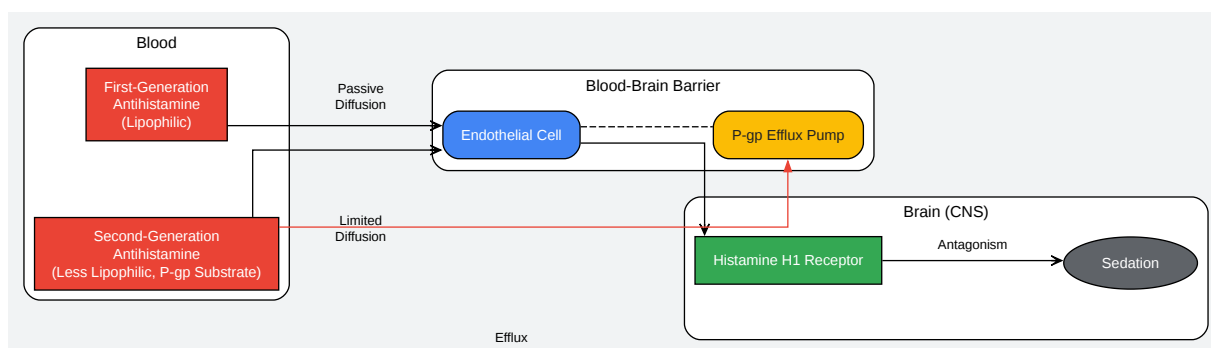 Blood
First-Generation
Antihistamine
(Lipophilic)
Passive
Diffusion
Blood-Brain Barrier
Endothelial Cell
P-gp Efflux Pump
Second-Generation
Antihistamine
(Less Lipophilic, P-gp Substrate)
Limited
Diffusion
Brain (CNS)
Histamine H1 Receptor
Antagonism
Sedation
Efflux